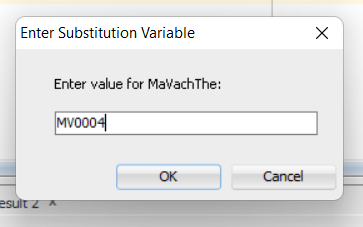 Enter Substitution Variable
Enter value for MaVachThe:
MV0004
OK Cancel
esult 2